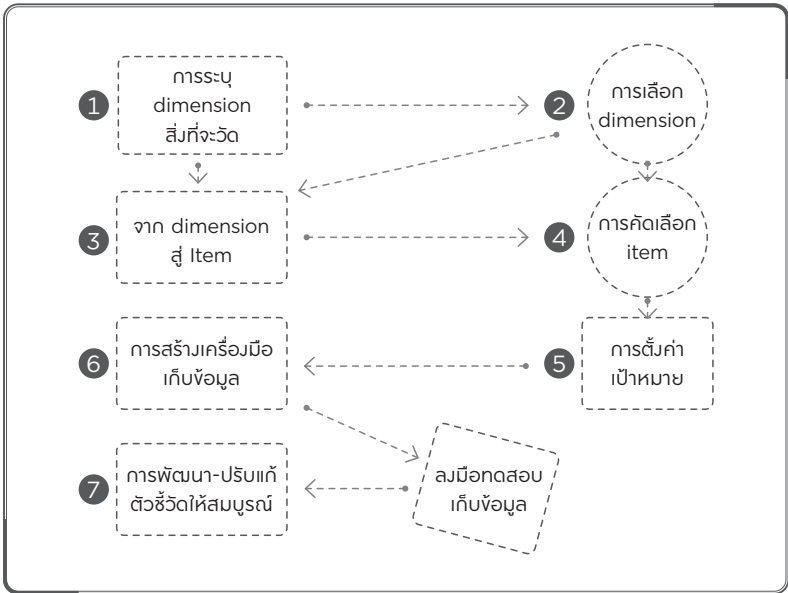 1
การระบุ
dimension
สิ่งที่จะวัด
2
การเลือก
dimension
3
จาก dimension
สู่ Item
4
การคัดเลือก
item
5
การตั้งค่า
เป้าหมาย
6
การสร้างเครื่องมือ
เก็บข้อมูล
ลงมือทดสอบ
เก็บข้อมูล
7
การพัฒนา-ปรับแก้
ตัวชี้วัดให้สมบูรณ์